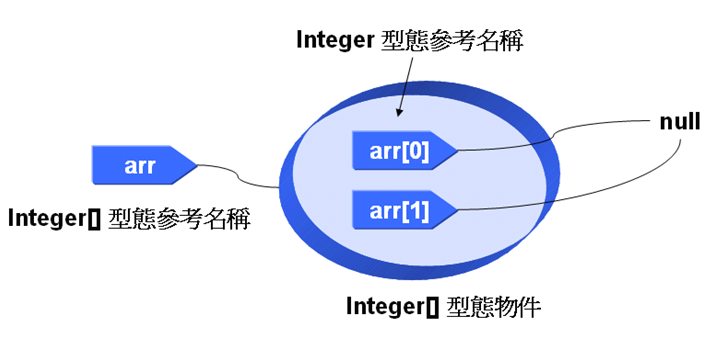 Integer 型態參考名稱
null
arr[0]
arr
arr[1]
Integer[] 型態參考名稱
Integer[] 型態物件